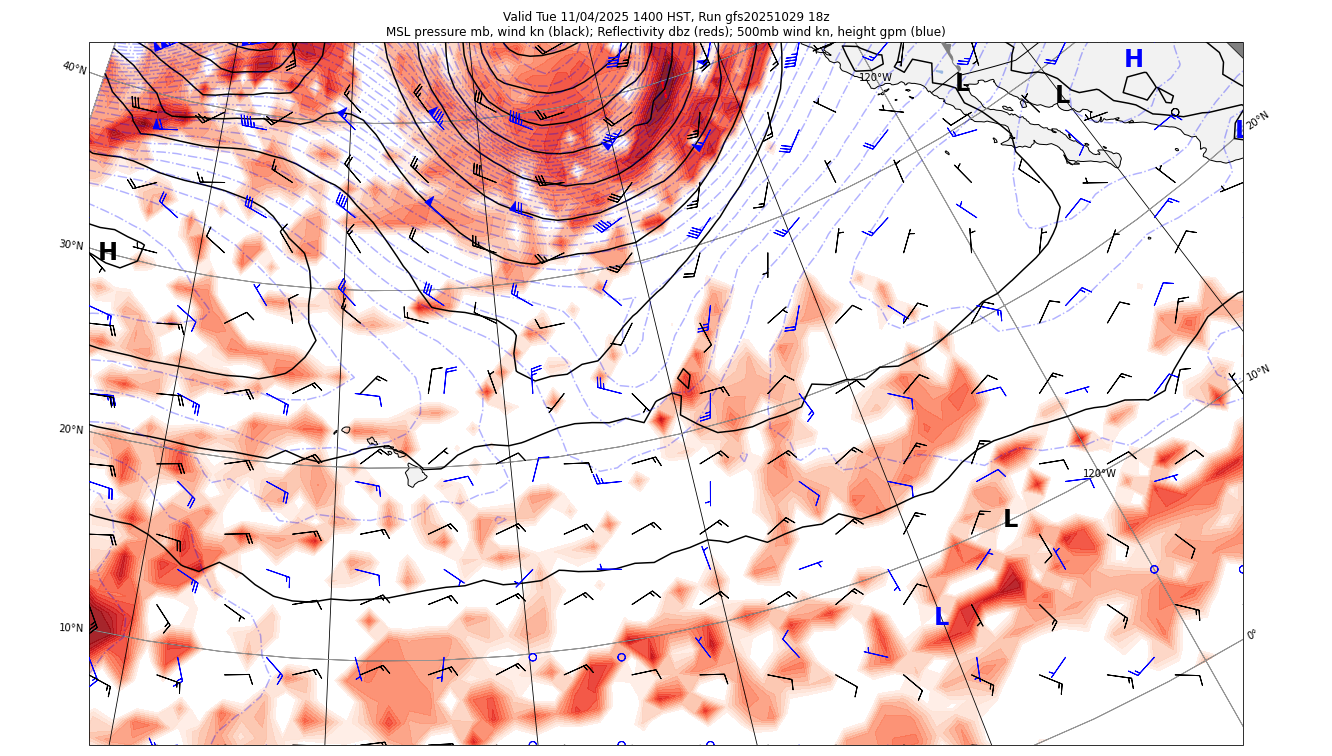 Valid Tue 11/04/2025 1400 HST, Run gfs20251029 18z
MSL pressure mb, wind kn (black); Reflectivity dbz (reds); 500mb wind kn, height gpm (blue)
40°N
120°W
L
H
L
20°N
L
30°N
H
10°N
20°N
120°W
L
10°N
L
0°